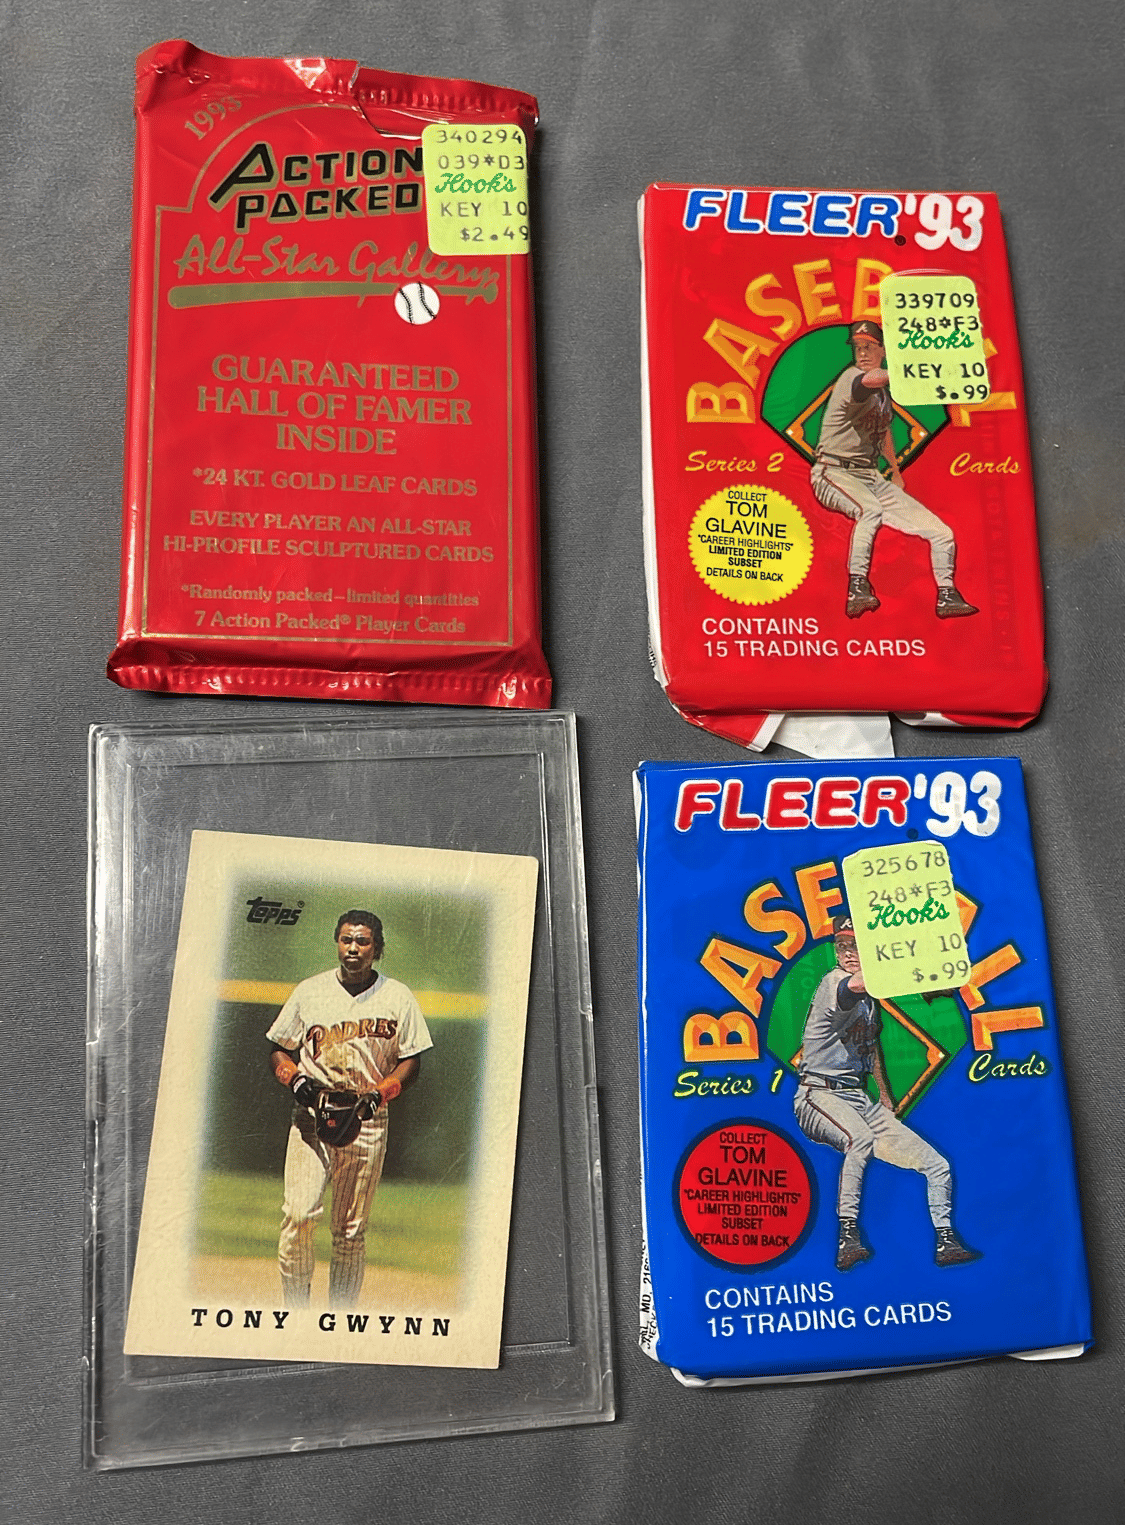 1993
ACTION
PACKED
All-Star Gallery
GUARANTEED
HALL OF FAMER
INSIDE
*24 KT. GOLD LEAF CARDS
EVERY PLAYER AN ALL-STAR
HI-PROFILE SCULPTURED CARDS
*Randomly packed–limited quantities
7 Action Packed® Player Cards
340294
039*D3
Hook's
KEY 10
$2.49
FLEER '93
BASEB L
339709
248*F3
Hook's
KEY 10
$.99
Series 2
Cards
COLLECT
TOM
GLAVINE
"CAREER HIGHLIGHTS"
LIMITED EDITION
SUBSET
DETAILS ON BACK
CONTAINS
15 TRADING CARDS
Topps®
PADRES
TONY GWYNN
FLEER '93
BASE LL
325678
248*F3
Hook's
KEY 10
$.99
Series 1
Cards
COLLECT
TOM
GLAVINE
"CAREER HIGHLIGHTS"
LIMITED EDITION
SUBSET
DETAILS ON BACK
CONTAINS
15 TRADING CARDS